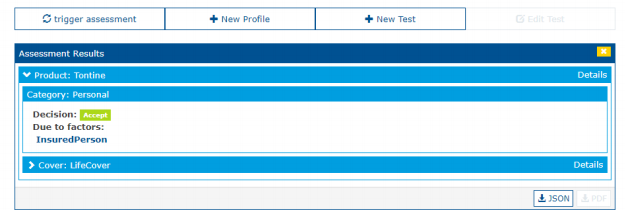 trigger assessment
New Profile
New Test
Edit Test
Assessment Results
Product: Tontine
Details
Category: Personal
Decision: Accept
Due to factors:
InsuredPerson
Cover: LifeCover
Details
JSON
PDF